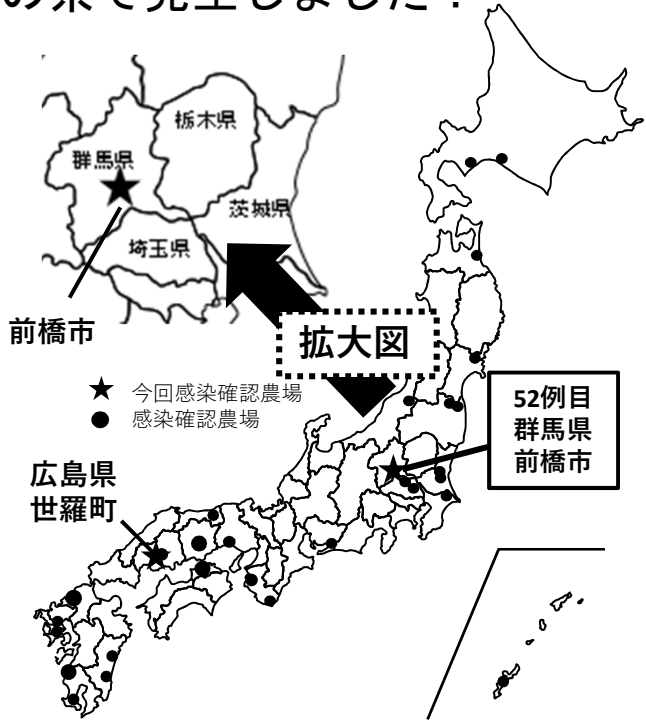 の県で発生しました！
栃木県
群馬県
茨城県
埼玉県
前橋市
拡大図
★ 今回感染確認農場
● 感染確認農場
52例目
群馬県
前橋市
広島県
世羅町